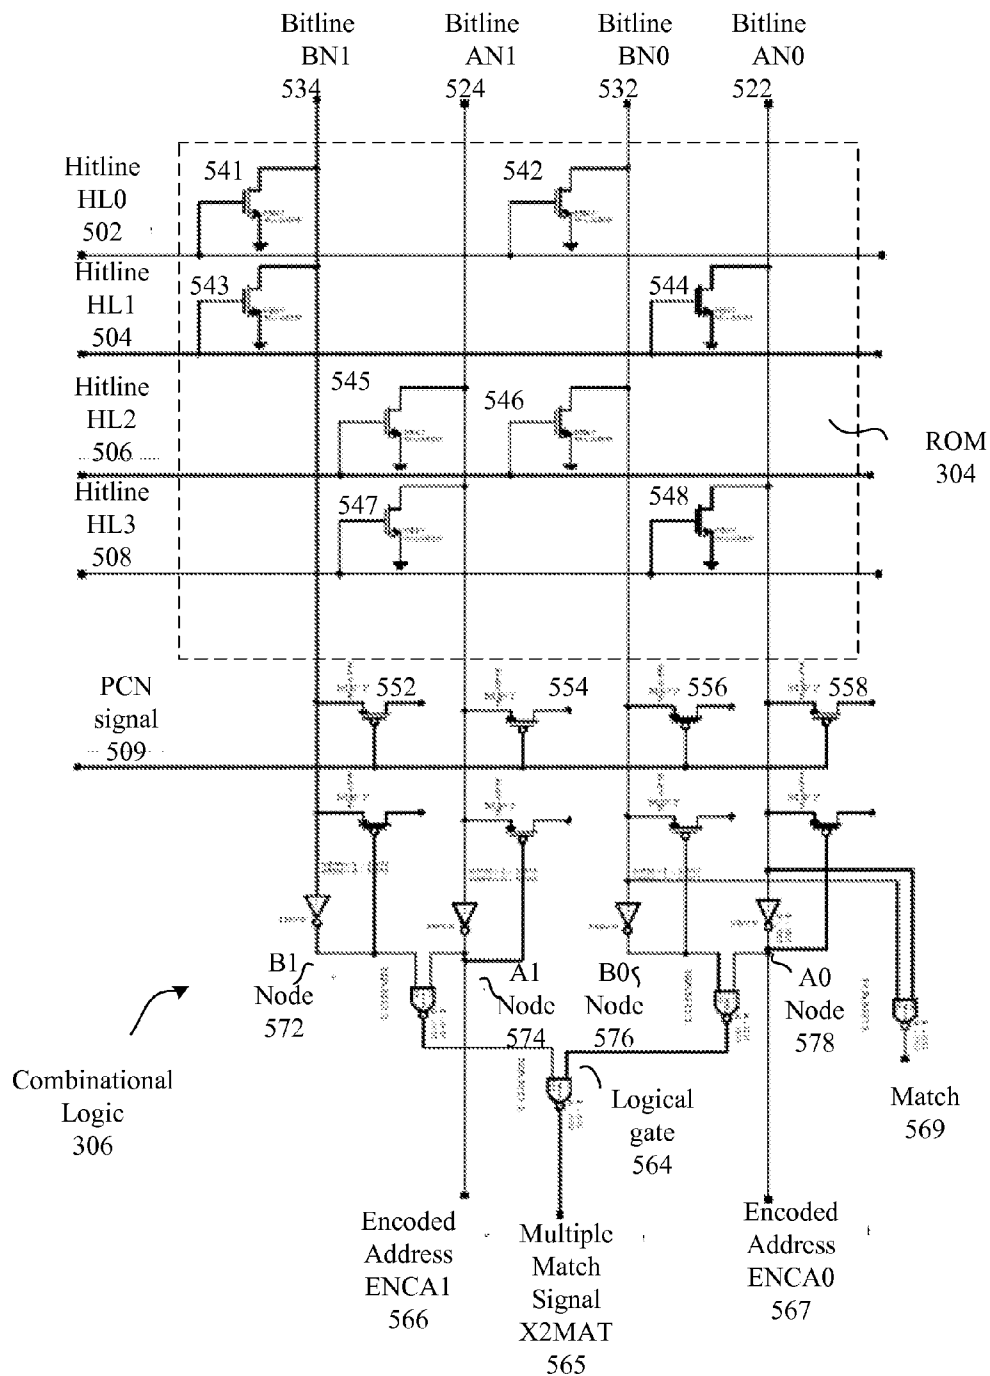 Bitline
BN1
534
Bitline
AN1
524
Bitline
BN0
532
Bitline
AN0
522
Hitline
HL0
502
541
542
Hitline
HL1
504
543
544
Hitline
HL2
506
545
546
ROM
304
Hitline
HL3
508
547
548
PCN
signal
509
552
554
556
558
B1
Node
572
A1
Node
574
B0
Node
576
A0
Node
578
Combinational
Logic
306
Logical
gate
564
Match
569
Encoded
Address
ENCA1
566
Multiple
Match
Signal
X2MAT
565
Encoded
Address
ENCA0
567